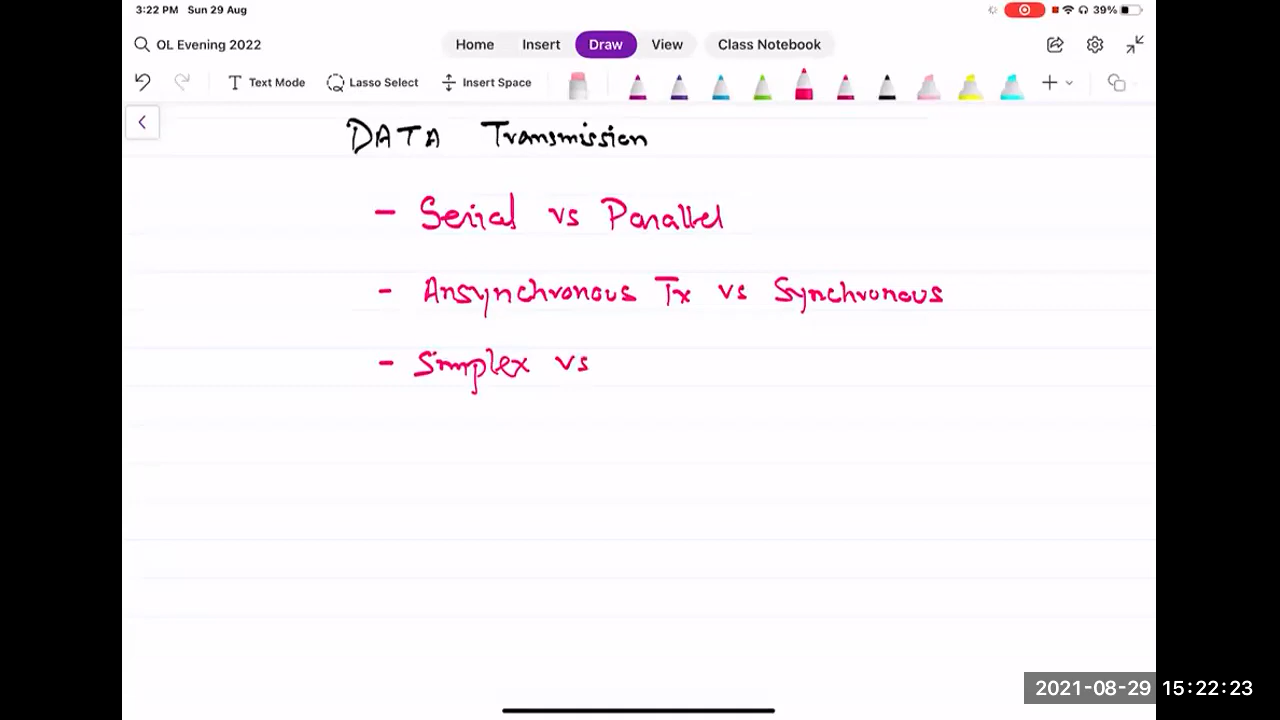 3:22 PM Sun 29 Aug 39%
OL Evening 2022 Home Insert Draw View Class Notebook
Text Mode Lasso Select Insert Space
DATA Transmission
- Serial vs Parallel
- Ansynchronous Tx vs Synchronous
- Simplex vs
2021-08-29 15:22:23